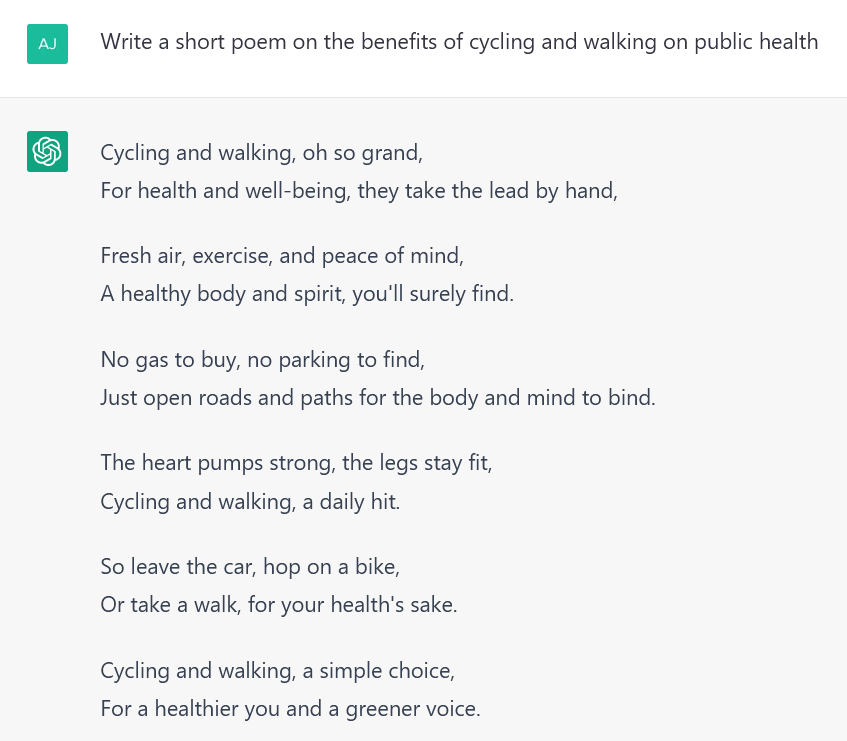 AJ
Write a short poem on the benefits of cycling and walking on public health
Cycling and walking, oh so grand,
For health and well-being, they take the lead by hand,
Fresh air, exercise, and peace of mind,
A healthy body and spirit, you'll surely find.
No gas to buy, no parking to find,
Just open roads and paths for the body and mind to bind.
The heart pumps strong, the legs stay fit,
Cycling and walking, a daily hit.
So leave the car, hop on a bike,
Or take a walk, for your health's sake.
Cycling and walking, a simple choice,
For a healthier you and a greener voice.